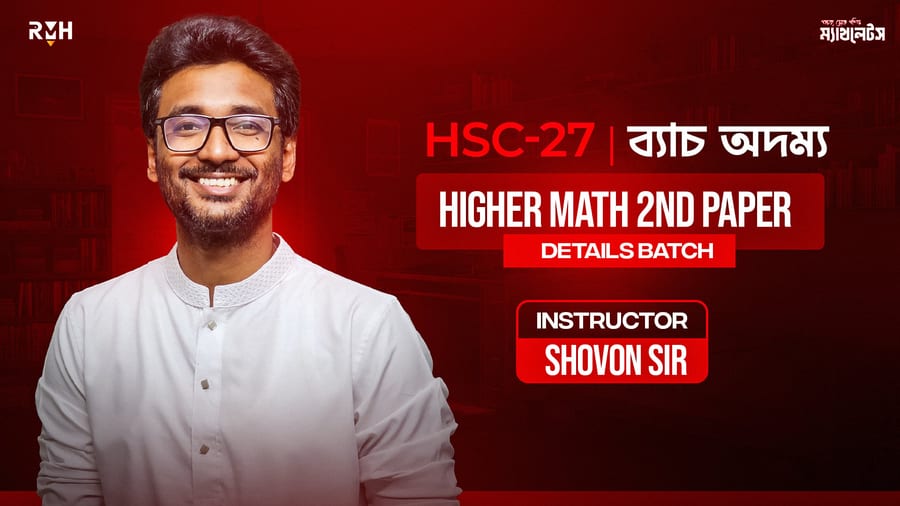 RMH
ম্যাথলেটস
HSC-27 | ব্যাচ অদম্য
HIGHER MATH 2ND PAPER
DETAILS BATCH
INSTRUCTOR
SHOVON SIR